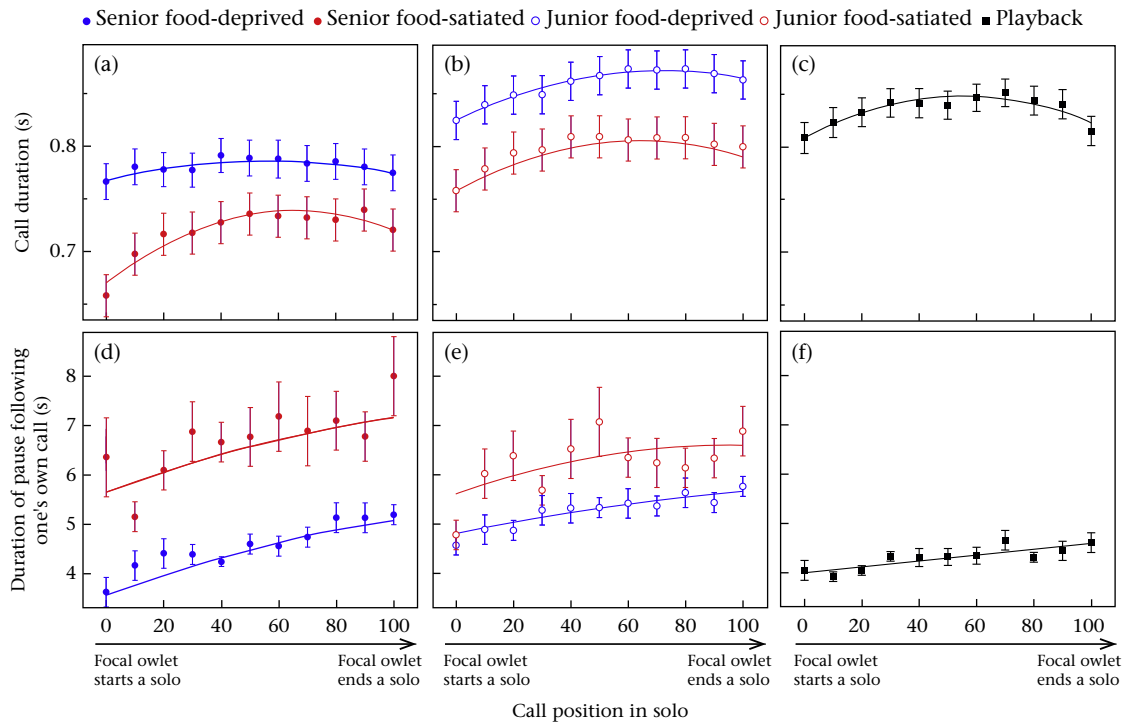 Senior food-deprived Senior food-satiated Junior food-deprived Junior food-satiated Playback
(a) (b) (c)
Call duration (s)
0.8
0.7
(d) (e) (f)
Duration of pause following
one's own call (s)
8
7
6
5
4
0 20 40 60 80 100 0 20 40 60 80 100 0 20 40 60 80 100
Focal owlet Focal owlet Focal owlet Focal owlet Focal owlet Focal owlet
starts a solo ends a solo starts a solo ends a solo starts a solo ends a solo
Call position in solo